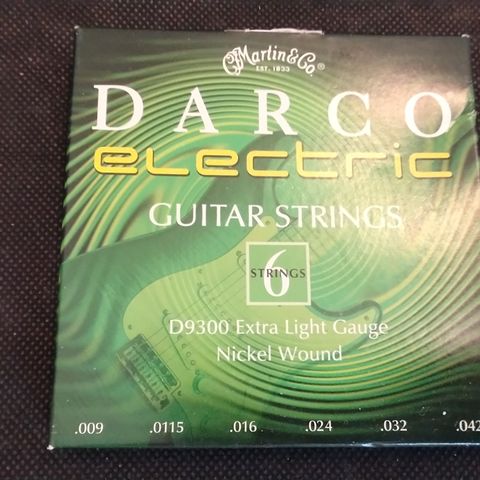 Martin & Co.®
EST. 1833
DARCO
electric
GUITAR STRINGS
6
STRINGS
D9300 Extra Light Gauge
Nickel Wound
.009 .0115 .016 .024 .032 .042